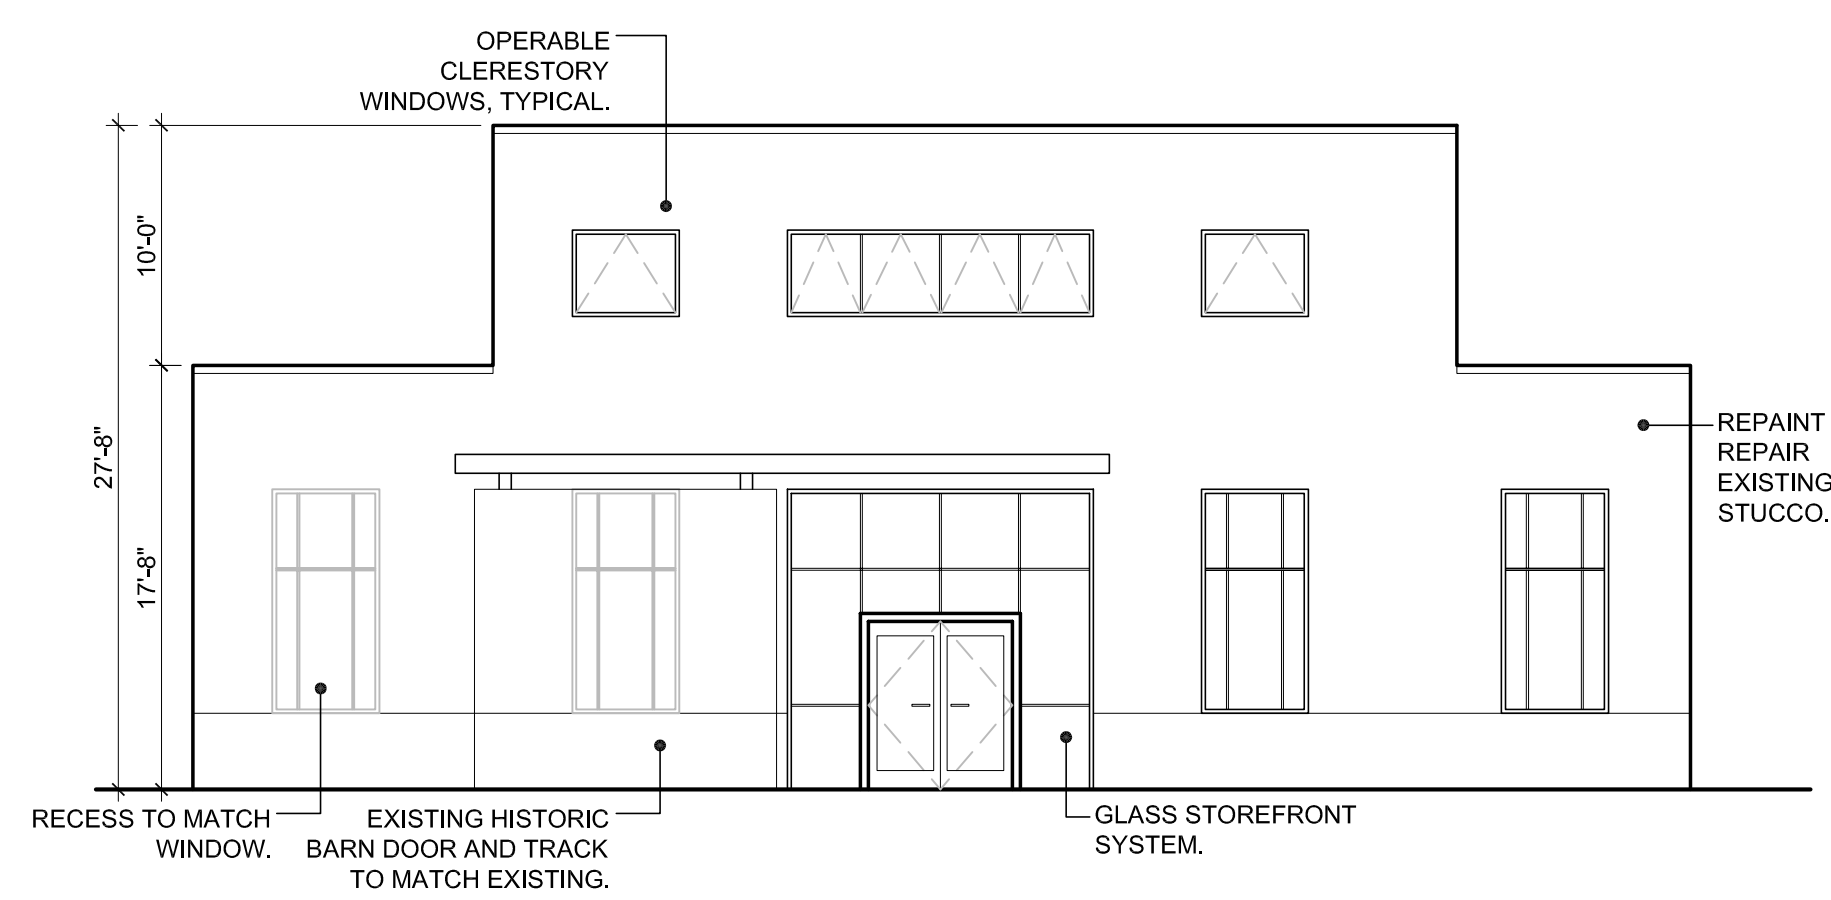 OPERABLE
CLERESTORY
WINDOWS, TYPICAL.
10'-0"
27'-8"
17'-8"
REPAINT
REPAIR
EXISTING
STUCCO.
RECESS TO MATCH
WINDOW.
EXISTING HISTORIC
BARN DOOR AND TRACK
TO MATCH EXISTING.
GLASS STOREFRONT
SYSTEM.